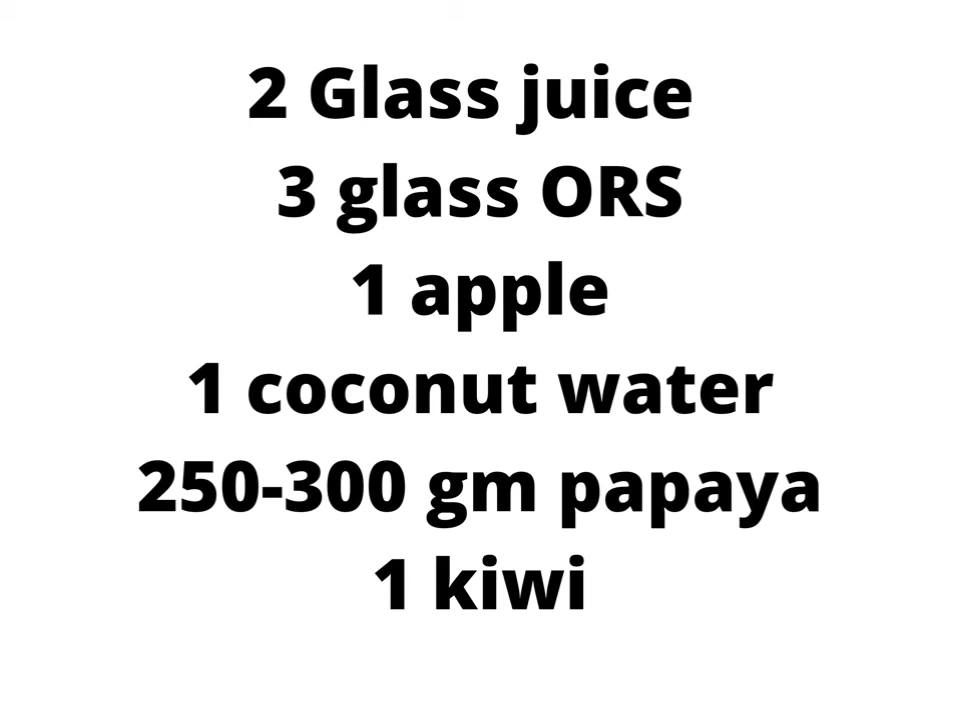 2 Glass juice
3 glass ORS
1 apple
1 coconut water
250-300 gm papaya
1 kiwi